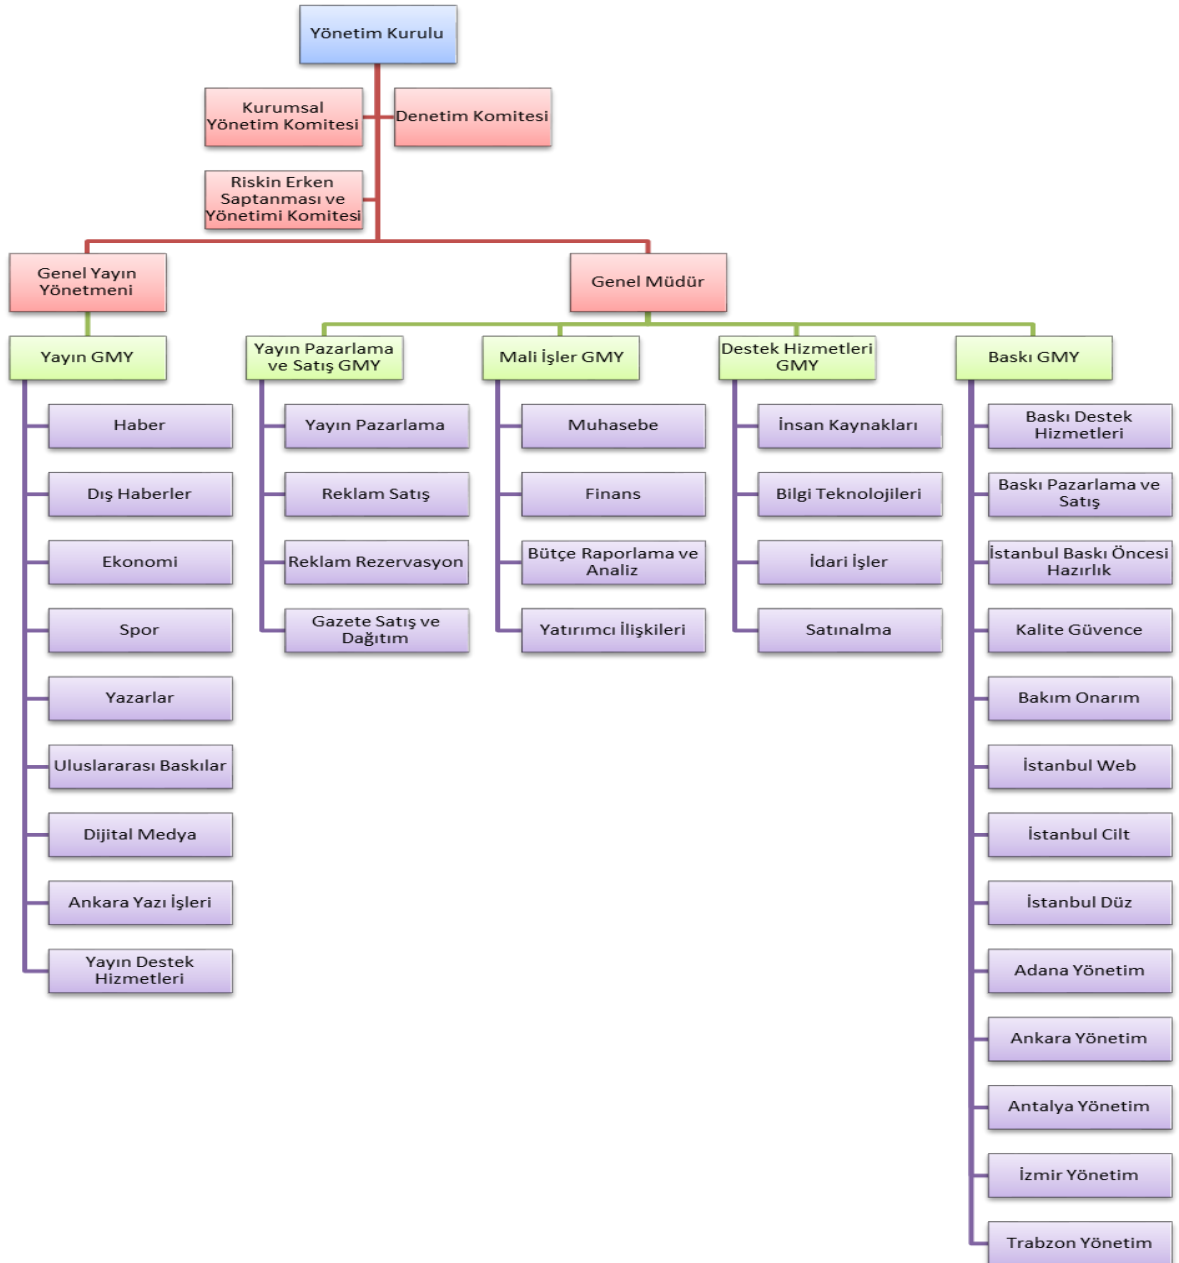 Yönetim Kurulu
Kurumsal
Yönetim Komitesi
Denetim Komitesi
Riskin Erken
Saptanması ve
Yönetimi Komitesi
Genel Yayın
Yönetmeni
Genel Müdür
Yayın GMY
Yayın Pazarlama
ve Satış GMY
Mali İşler GMY
Destek Hizmetleri
GMY
Baskı GMY
Haber
Dış Haberler
Ekonomi
Spor
Yazarlar
Uluslararası Baskılar
Dijital Medya
Ankara Yazı İşleri
Yayın Destek
Hizmetleri
Yayın Pazarlama
Reklam Satış
Reklam Rezervasyon
Gazete Satış ve
Dağıtım
Muhasebe
Finans
Bütçe Raporlama ve
Analiz
Yatırımcı İlişkileri
İnsan Kaynakları
Bilgi Teknolojileri
İdari İşler
Satınalma
Baskı Destek
Hizmetleri
Baskı Pazarlama ve
Satış
İstanbul Baskı Öncesi
Hazırlık
Kalite Güvence
Bakım Onarım
İstanbul Web
İstanbul Cilt
İstanbul Düz
Adana Yönetim
Ankara Yönetim
Antalya Yönetim
İzmir Yönetim
Trabzon Yönetim